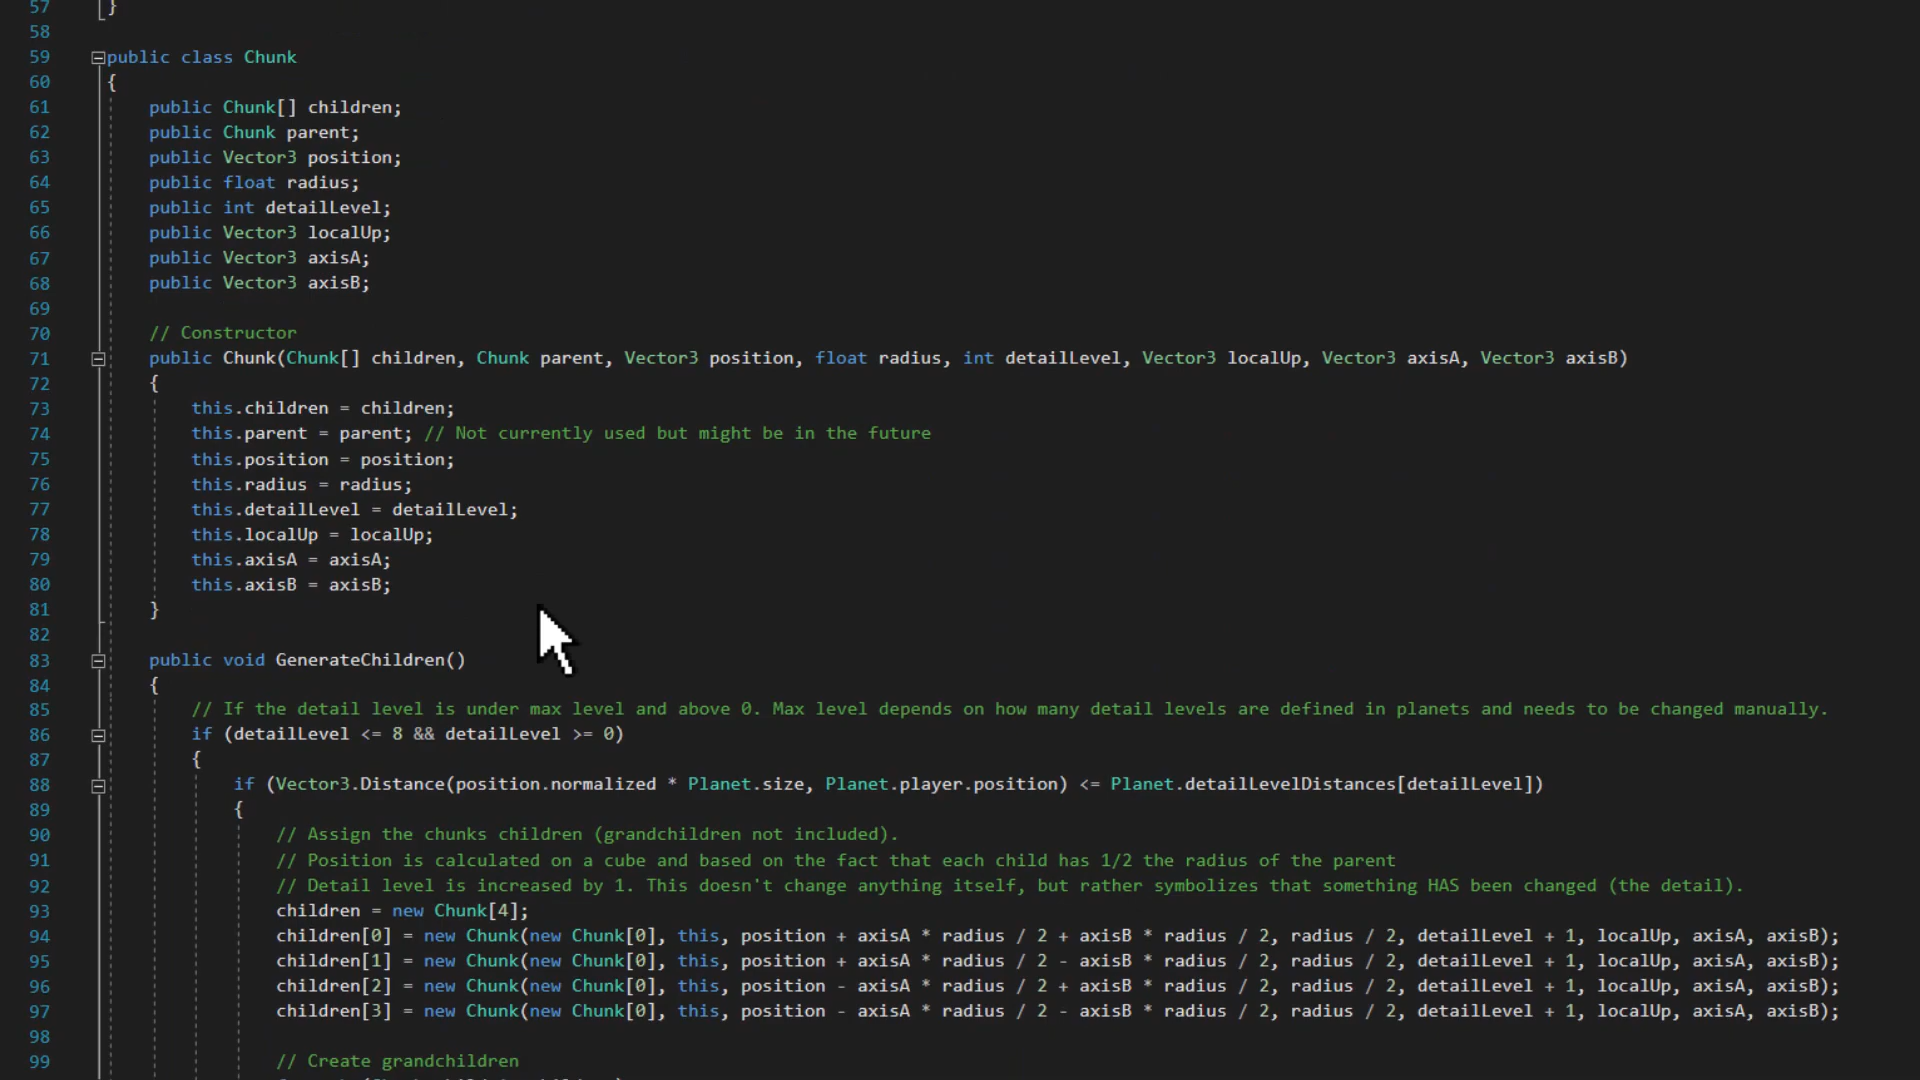 57 }
58
59 public class Chunk
60 {
61 public Chunk[] children;
62 public Chunk parent;
63 public Vector3 position;
64 public float radius;
65 public int detailLevel;
66 public Vector3 localUp;
67 public Vector3 axisA;
68 public Vector3 axisB;
69
70 // Constructor
71 public Chunk(Chunk[] children, Chunk parent, Vector3 position, float radius, int detailLevel, Vector3 localUp, Vector3 axisA, Vector3 axisB)
72 {
73 this.children = children;
74 this.parent = parent; // Not currently used but might be in the future
75 this.position = position;
76 this.radius = radius;
77 this.detailLevel = detailLevel;
78 this.localUp = localUp;
79 this.axisA = axisA;
80 this.axisB = axisB;
81 }
82
83 public void GenerateChildren()
84 {
85 // If the detail level is under max level and above 0. Max level depends on how many detail levels are defined in planets and needs to be changed manually.
86 if (detailLevel <= 8 && detailLevel >= 0)
87 {
88 if (Vector3.Distance(position.normalized * Planet.size, Planet.player.position) <= Planet.detailLevelDistances[detailLevel])
89 {
90 // Assign the chunks children (grandchildren not included).
91 // Position is calculated on a cube and based on the fact that each child has 1/2 the radius of the parent
92 // Detail level is increased by 1. This doesn't change anything itself, but rather symbolizes that something HAS been changed (the detail).
93 children = new Chunk[4];
94 children[0] = new Chunk(new Chunk[0], this, position + axisA * radius / 2 + axisB * radius / 2, radius / 2, detailLevel + 1, localUp, axisA, axisB);
95 children[1] = new Chunk(new Chunk[0], this, position + axisA * radius / 2 - axisB * radius / 2, radius / 2, detailLevel + 1, localUp, axisA, axisB);
96 children[2] = new Chunk(new Chunk[0], this, position - axisA * radius / 2 + axisB * radius / 2, radius / 2, detailLevel + 1, localUp, axisA, axisB);
97 children[3] = new Chunk(new Chunk[0], this, position - axisA * radius / 2 - axisB * radius / 2, radius / 2, detailLevel + 1, localUp, axisA, axisB);
98
99 // Create grandchildren